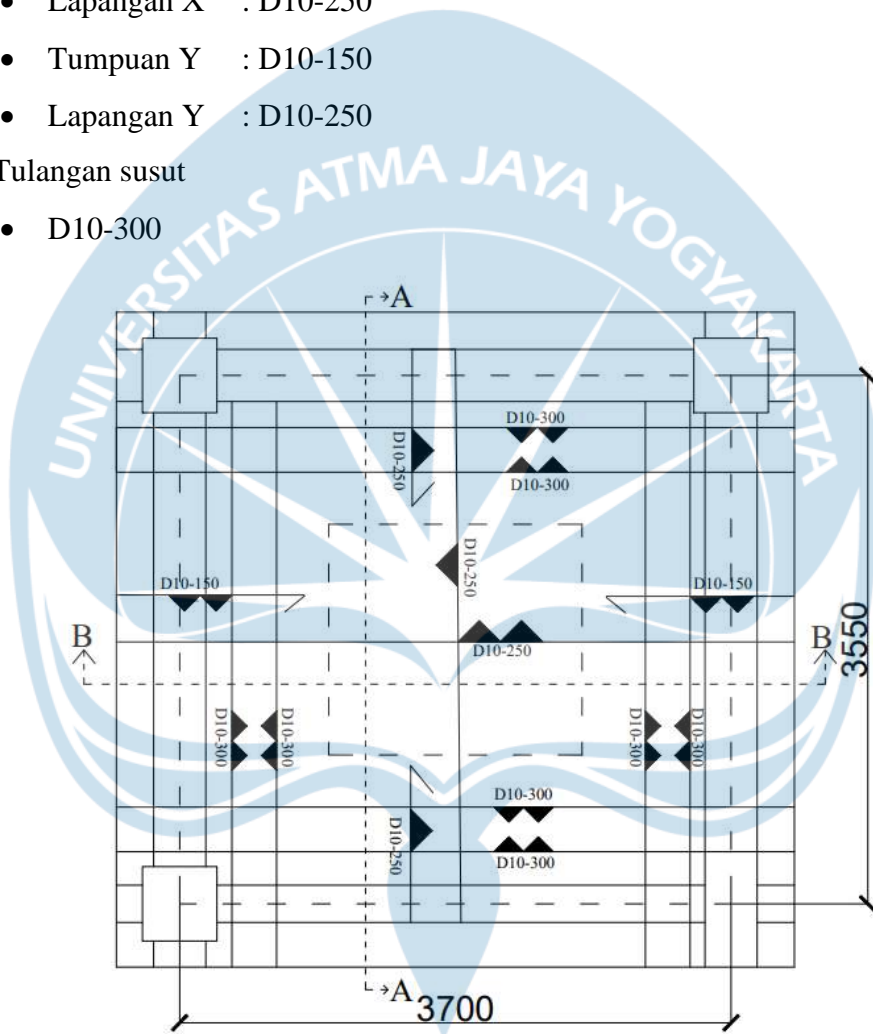 • Lapangan X : D10-250
• Tumpuan Y : D10-150
• Lapangan Y : D10-250
Tulangan susut
• D10-300
UNIVERSITAS ATMA JAYA YOGYAKARTA
A
D10-300
D10-250
D10-300
D10-250
D10-150
D10-150
B
B
D10-250
3550
D10-300
D10-300
D10-300
D10-300
D10-300
D10-250
D10-300
A
3700